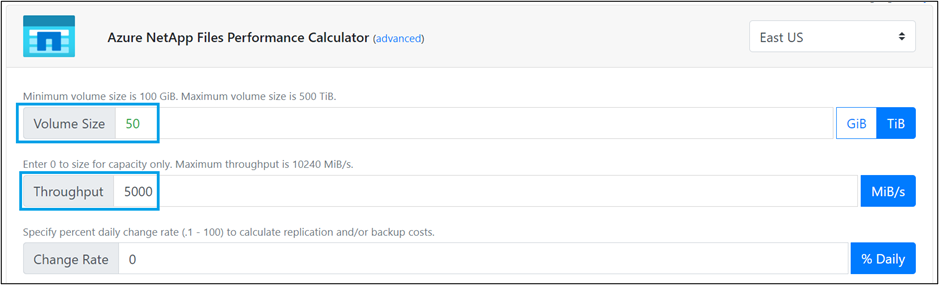 Azure NetApp Files Performance Calculator (advanced)
East US
Minimum volume size is 100 GiB. Maximum volume size is 500 TiB.
Volume Size 50 GiB TiB
Enter 0 to size for capacity only. Maximum throughput is 10240 MiB/s.
Throughput 5000 MiB/s
Specify percent daily change rate (.1 - 100) to calculate replication and/or backup costs.
Change Rate 0 % Daily